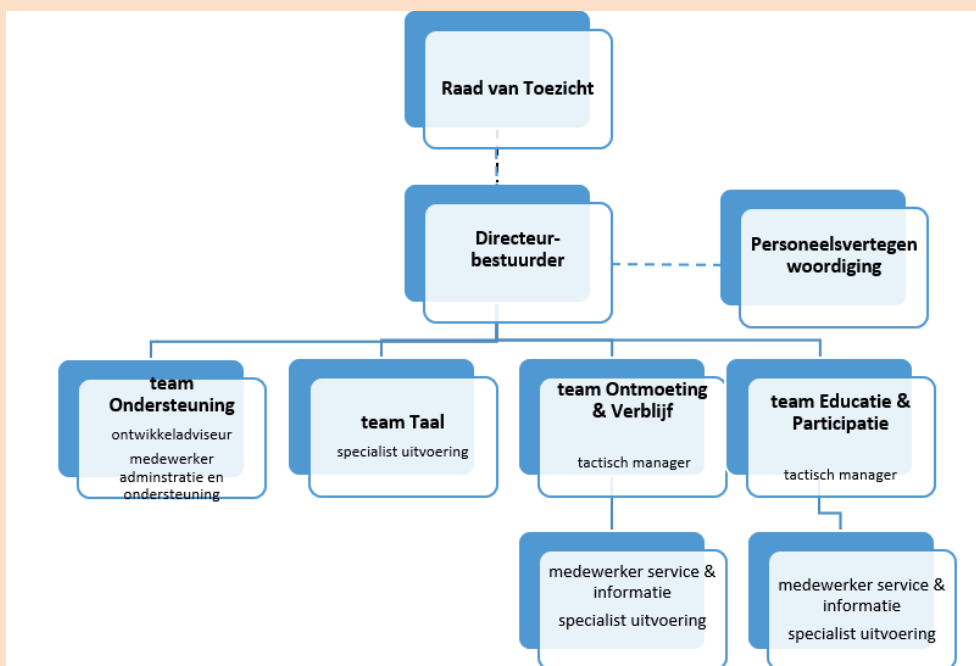 Raad van Toezicht
Directeur-
bestuurder
Personeelsvertegen
woordiging
team
Ondersteuning
ontwikkeladviseur
medewerker
adminstratie en
ondersteuning
team Taal
specialist uitvoering
team Ontmoeting
& Verblijf
tactisch manager
team Educatie &
Participatie
tactisch manager
medewerker service &
informatie
specialist uitvoering
medewerker service &
informatie
specialist uitvoering